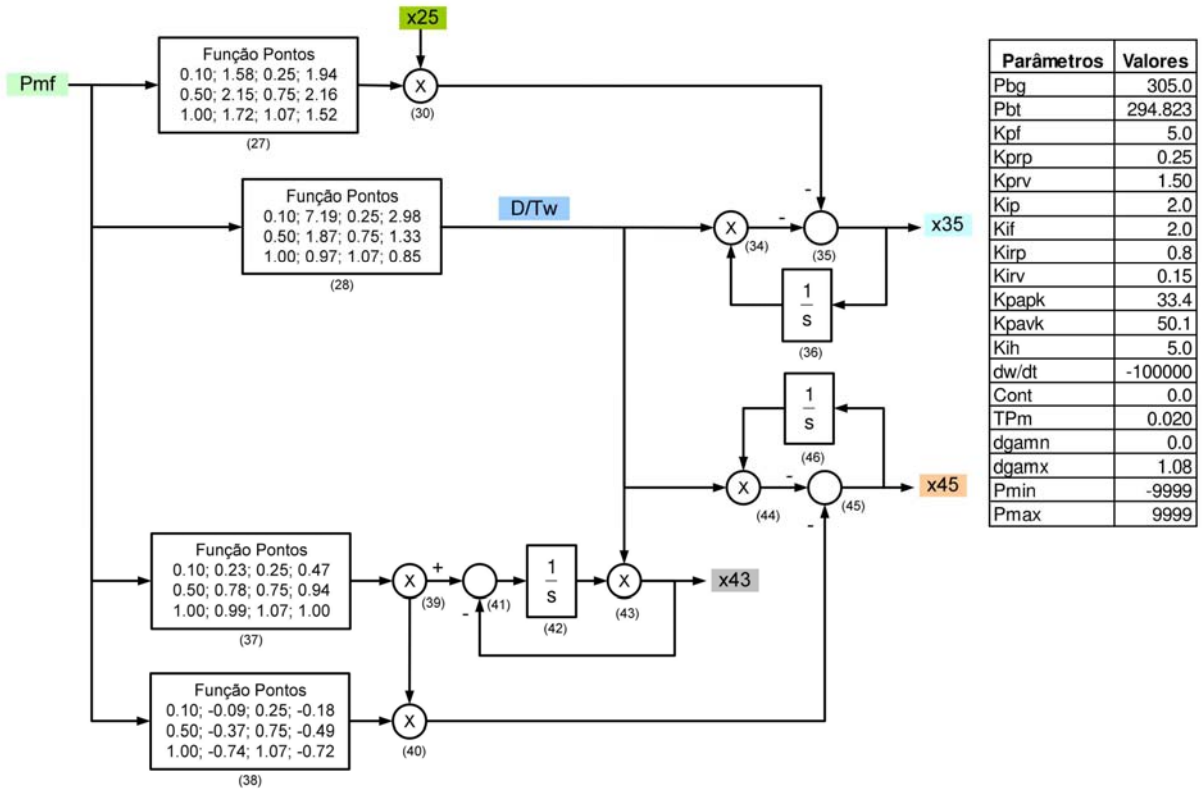 x25
Pmf
Função Pontos
0.10; 1.58; 0.25; 1.94
0.50; 2.15; 0.75; 2.16
1.00; 1.72; 1.07; 1.52
(27)
X
(30)
-
Função Pontos
0.10; 7.19; 0.25; 2.98
0.50; 1.87; 0.75; 1.33
1.00; 0.97; 1.07; 0.85
(28)
D/Tw
X
(34)
-
(35)
x35
1
s
(36)
1
s
(46)
X
(44)
-
(45)
-
x45
Função Pontos
0.10; 0.23; 0.25; 0.47
0.50; 0.78; 0.75; 0.94
1.00; 0.99; 1.07; 1.00
(37)
X
(39)
+
-
(41)
1
s
(42)
X
(43)
x43
Função Pontos
0.10; -0.09; 0.25; -0.18
0.50; -0.37; 0.75; -0.49
1.00; -0.74; 1.07; -0.72
(38)
X
(40)
Parâmetros Valores
Pbg 305.0
Pbt 294.823
Kpf 5.0
Kprp 0.25
Kprv 1.50
Kip 2.0
Kif 2.0
Kirp 0.8
Kirv 0.15
Kpapk 33.4
Kpavk 50.1
Kih 5.0
dw/dt -100000
Cont 0.0
TPm 0.020
dgamn 0.0
dgamx 1.08
Pmin -9999
Pmax 9999